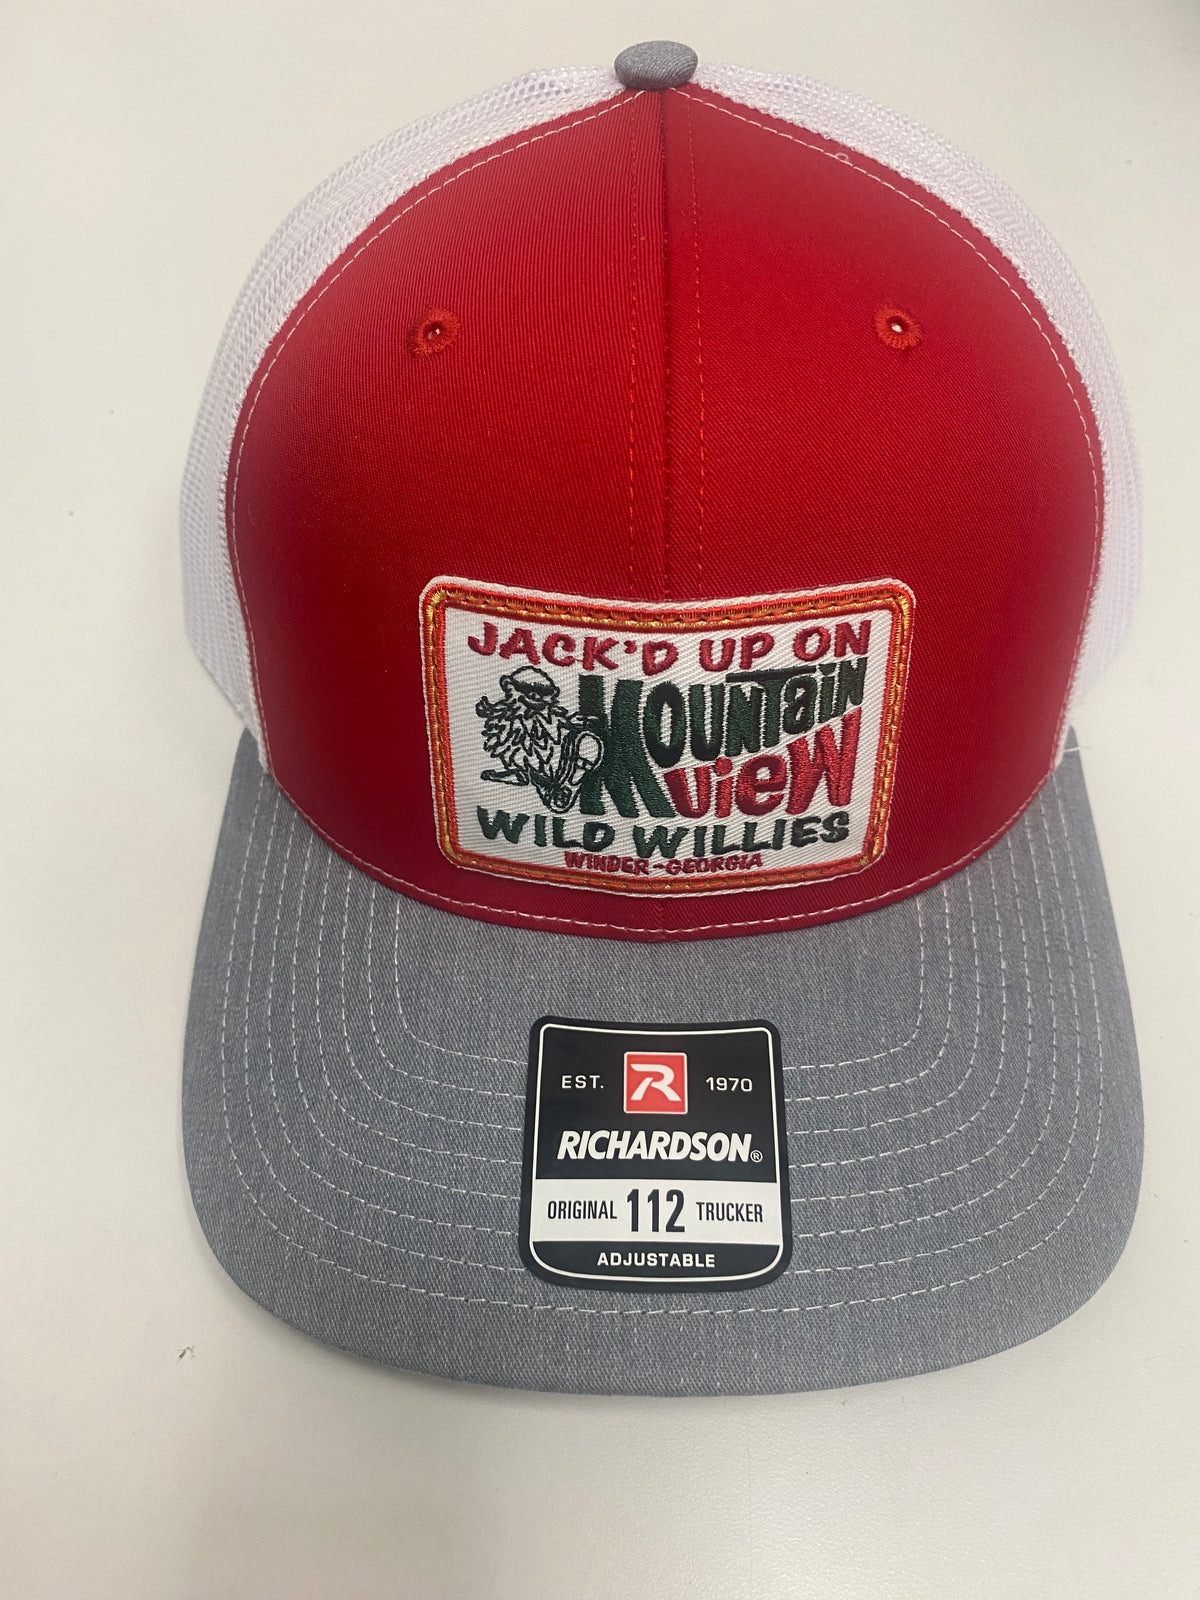 JACK'D UP ON
MOUNTaiN
VieW
WILD WILLIES
WINDER-GEORGIA
EST. R 1970
RICHARDSON®
ORIGINAL 112 TRUCKER
ADJUSTABLE